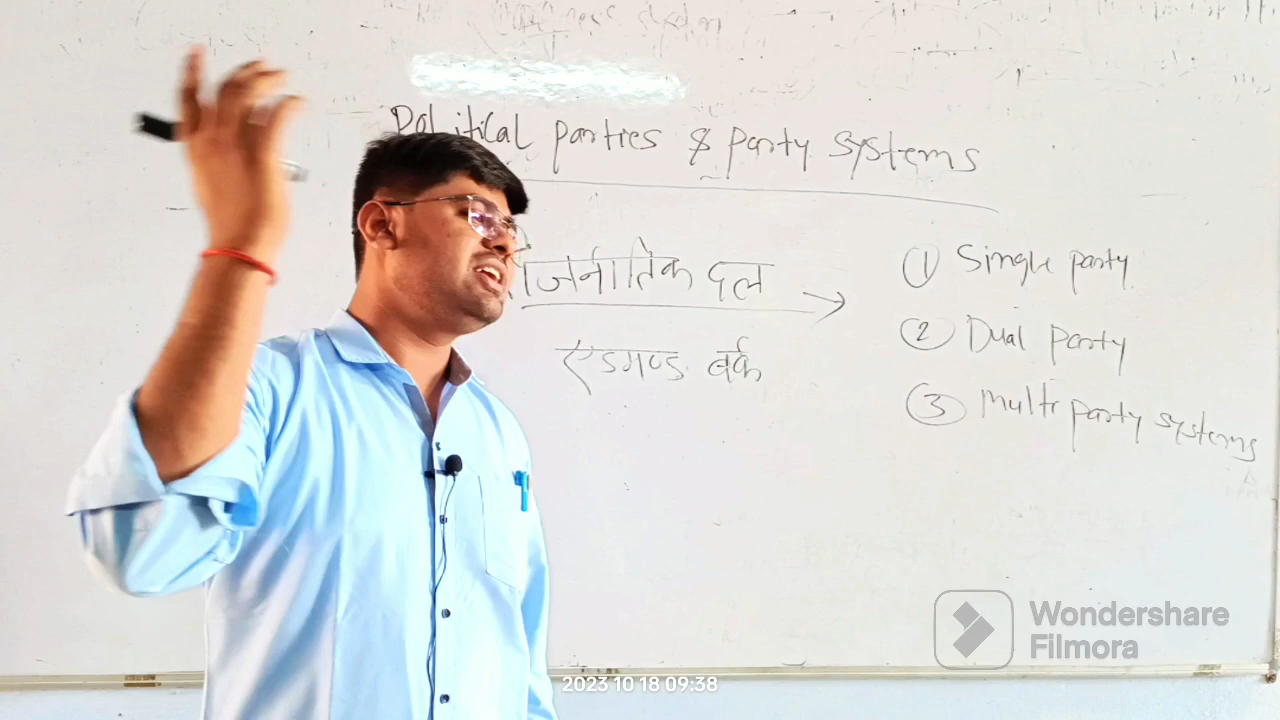 Political parties & party systems
राजनीतिक दल →
एडमण्ड बर्क
① Single party
② Dual party
③ Multi party systems
Wondershare
Filmora
2023 10 18 09:38